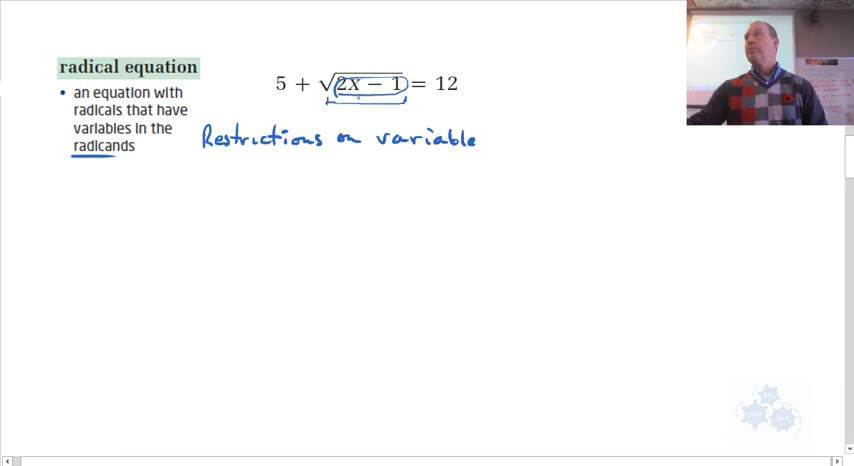 radical equation
5 + √2x − 1 = 12
• an equation with
radicals that have
variables in the
radicands
Restrictions on variable